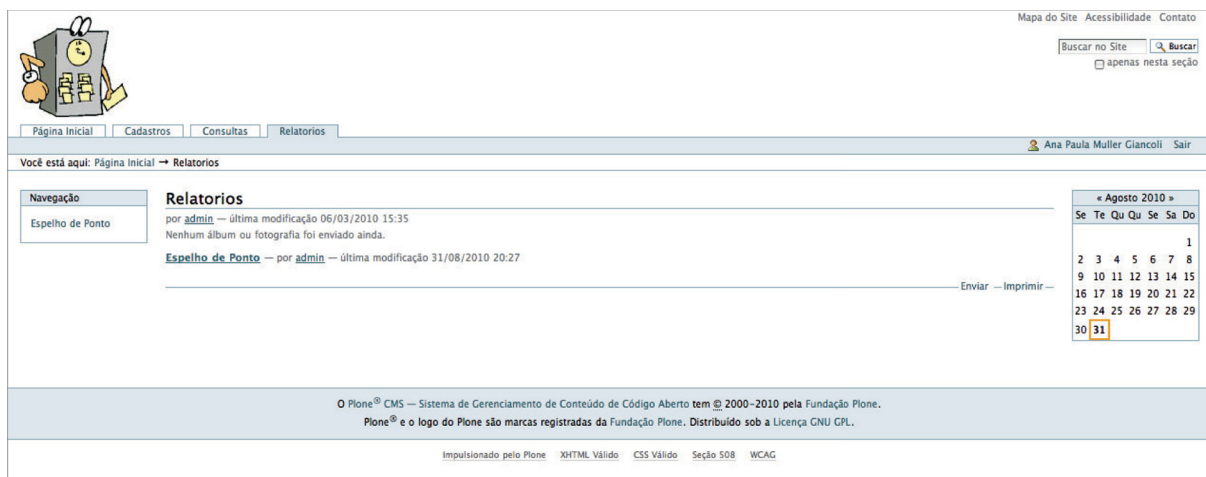 Mapa do Site Acessibilidade Contato
Buscar no Site Buscar
apenas nesta seção
Página Inicial Cadastros Consultas Relatorios
Ana Paula Muller Giancoli Sair
Você está aqui: Página Inicial → Relatorios
Navegação
Espelho de Ponto
Relatorios
por admin — última modificação 06/03/2010 15:35
Nenhum álbum ou fotografia foi enviado ainda.
Espelho de Ponto — por admin — última modificação 31/08/2010 20:27
Enviar — Imprimir —
« Agosto 2010 »
Se Te Qu Qu Se Sa Do
1
2 3 4 5 6 7 8
9 10 11 12 13 14 15
16 17 18 19 20 21 22
23 24 25 26 27 28 29
30 31
O Plone® CMS — Sistema de Gerenciamento de Conteúdo de Código Aberto tem © 2000-2010 pela Fundação Plone.
Plone® e o logo do Plone são marcas registradas da Fundação Plone. Distribuído sob a Licença GNU GPL.
Impulsionado pelo Plone XHTML Válido CSS Válido Seção 508 WCAG